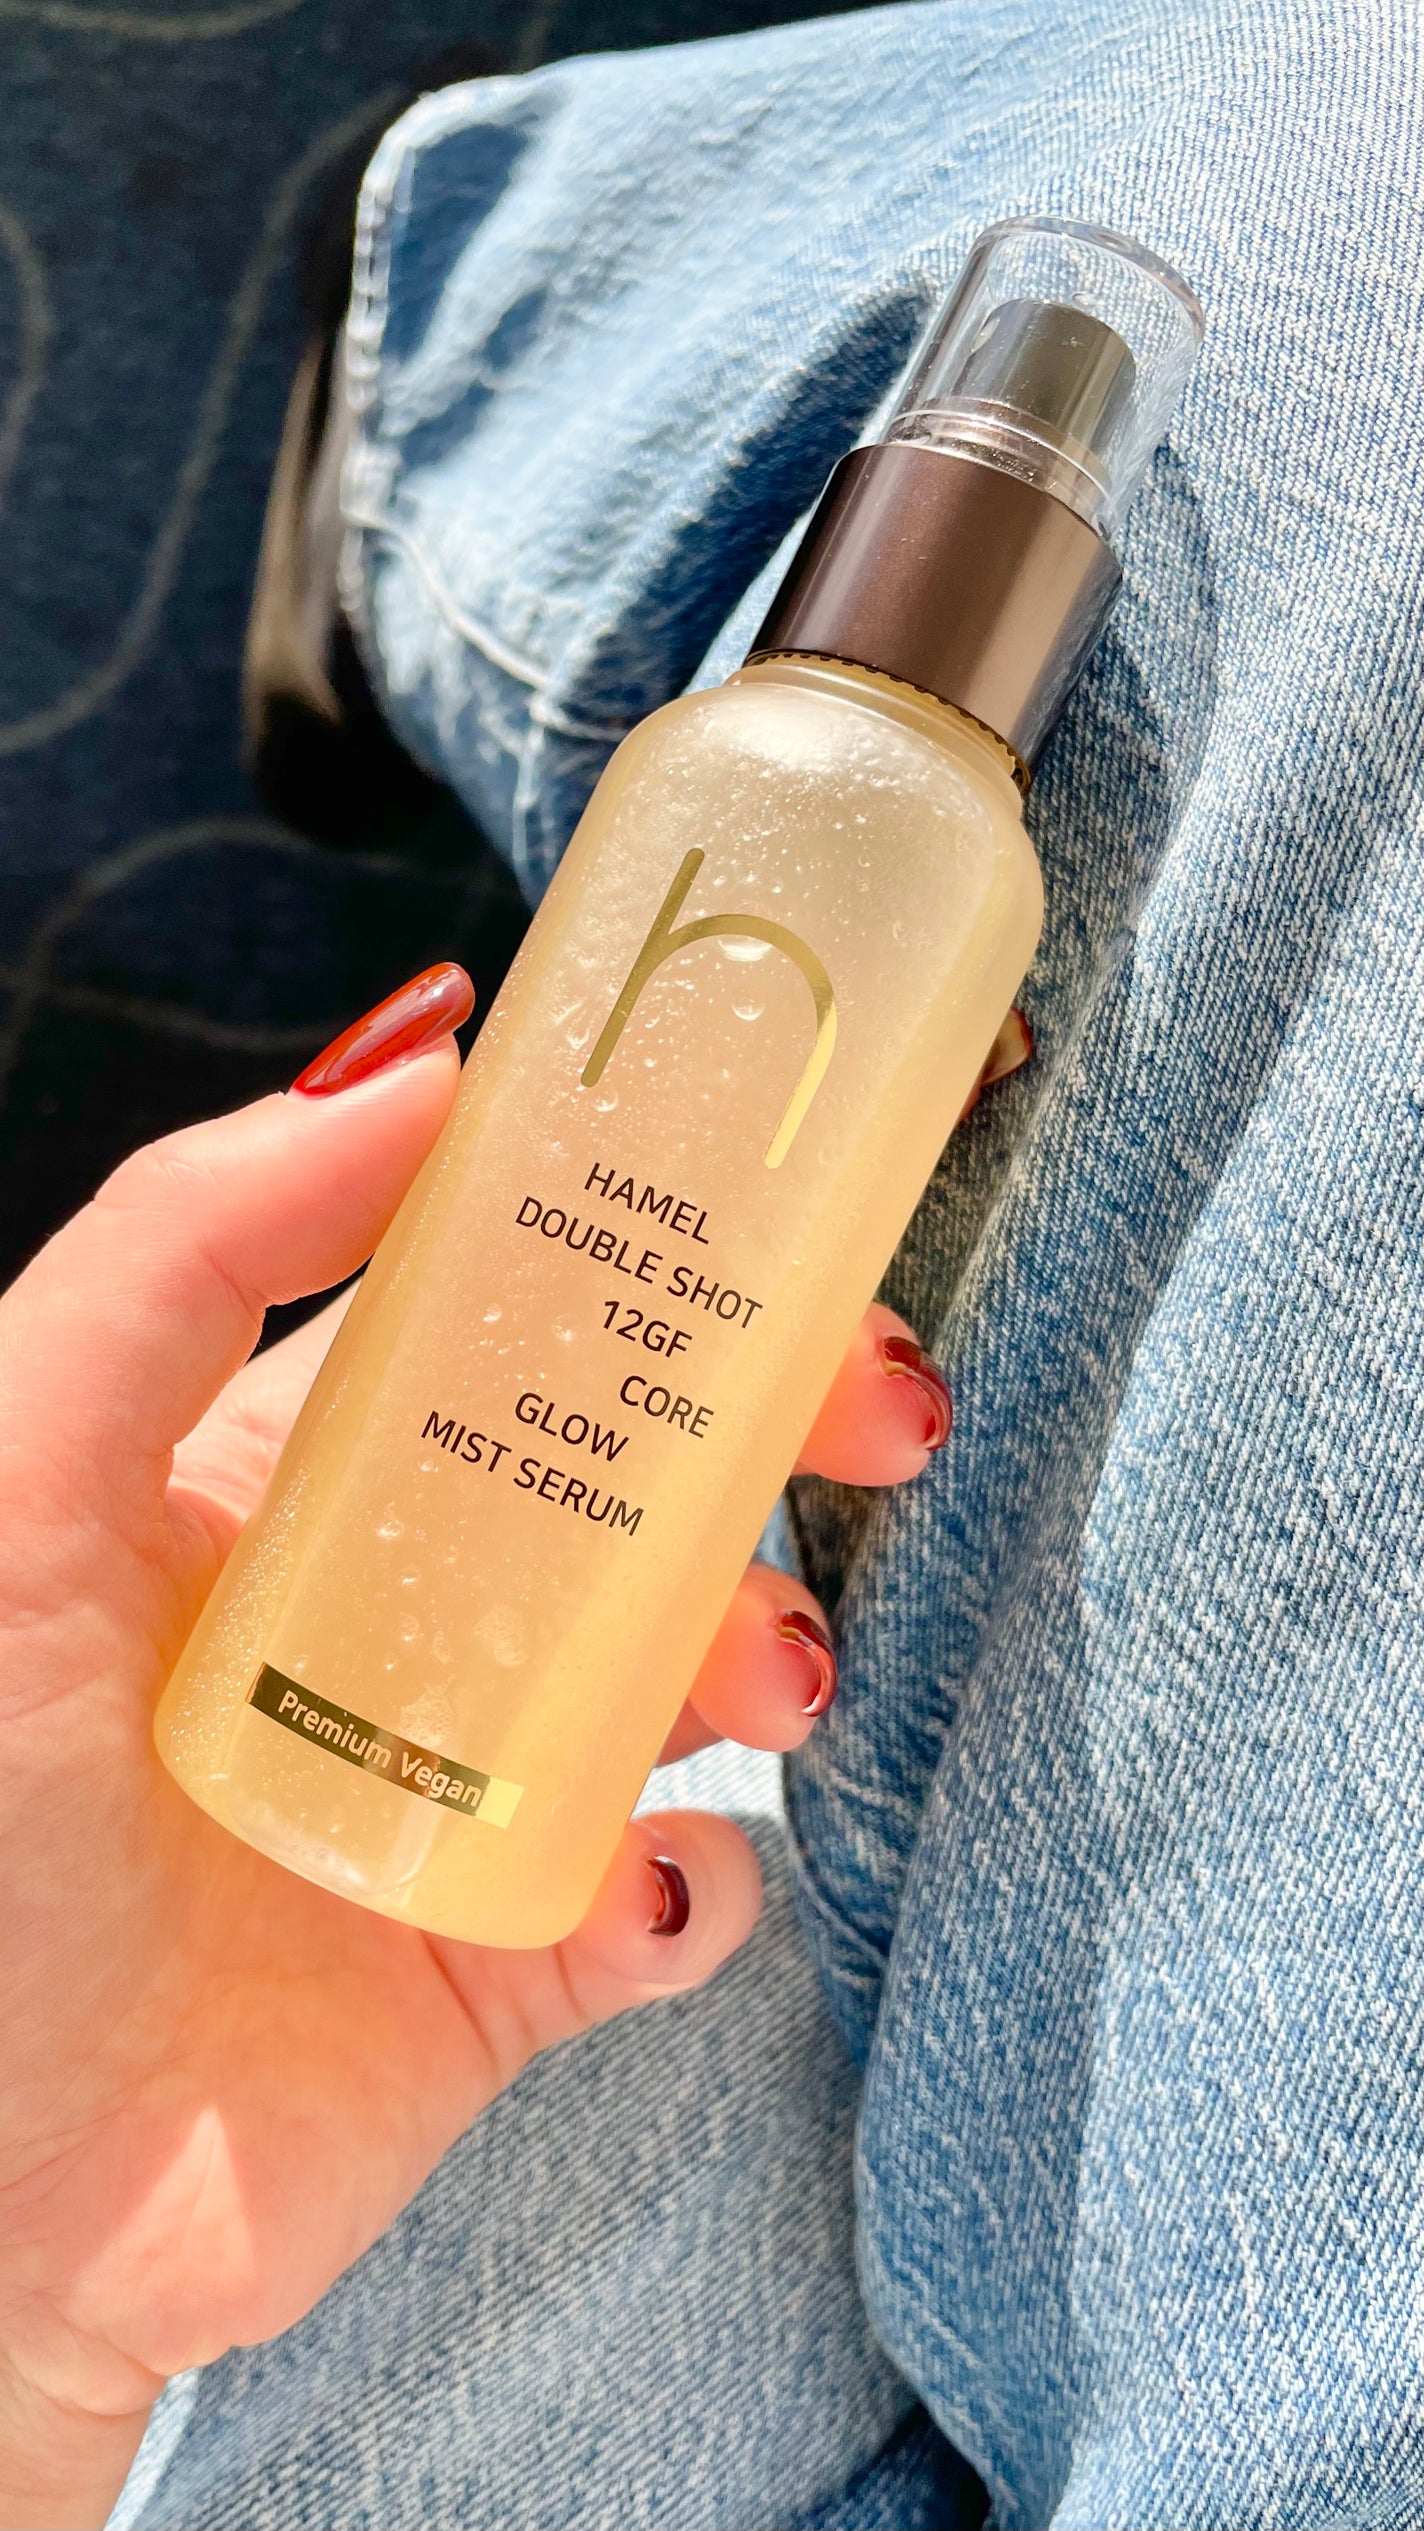 h
HAMEL
DOUBLE SHOT
12GF
CORE
GLOW
MIST SERUM
Premium Vegan